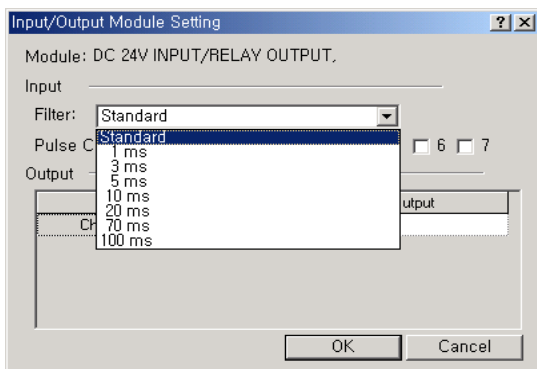 Input/Output Module Setting
Module: DC 24V INPUT/RELAY OUTPUT,
Input
Filter: Standard
Standard
Pulse C 6 7
1 ms
3 ms
5 ms
Output
10 ms
utput
20 ms
Ch 70 ms
100 ms
OK Cancel